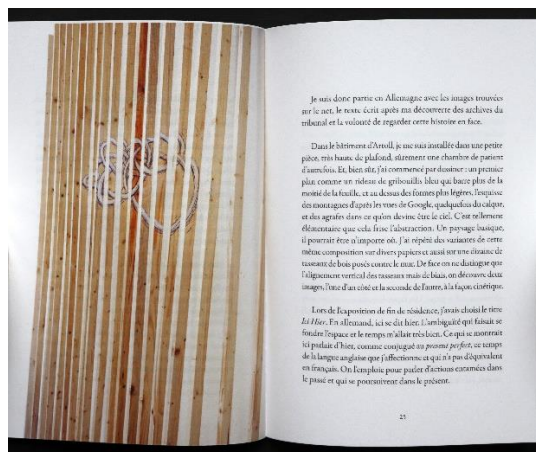 Je suis donc partie en Allemagne avec les images trouvées
sur le net, le texte écrit après ma découverte des archives du
tribunal et la volonté de regarder cette histoire en face.
Dans le bâtiment d'Artoll, je me suis installée dans une petite
pièce, très haute de plafond, sûrement une chambre de patient
d'autrefois. Et, bien sûr, j'ai commencé par dessiner : un premier
plan comme un rideau de gribouillis bleu qui barre plus de la
moitié de la feuille, et au dessus des formes plus légères, j'esquisse
des montagnes d'après les vues de Google, quelquefois du calque,
et des agrafes dans ce qu'on devine être le ciel. C'est tellement
élémentaire que cela frise l'abstraction. Un paysage basique,
il pourrait être n'importe où. J'ai répété des variantes de cette
même composition sur divers papiers et aussi sur une dizaine de
tasseaux de bois posés contre le mur. De face on ne distingue que
l'alignement vertical des tasseaux mais de biais, on découvre deux
images, l'une d'un côté et la seconde de l'autre, à la façon cinétique.
Lors de l'exposition de fin de résidence, j'avais choisi le titre
Ici Hier. En allemand, ici se dit hier. L'ambiguïté qui faisait se
fondre l'espace et le temps m'allait très bien. Ce qui se montrait
ici parlait d'hier, comme conjugué au present perfect, ce temps
de la langue anglaise que j'affectionne et qui n'a pas d'équivalent
en français. On l'emploie pour parler d'actions entamées dans
le passé et qui se poursuivent dans le présent.